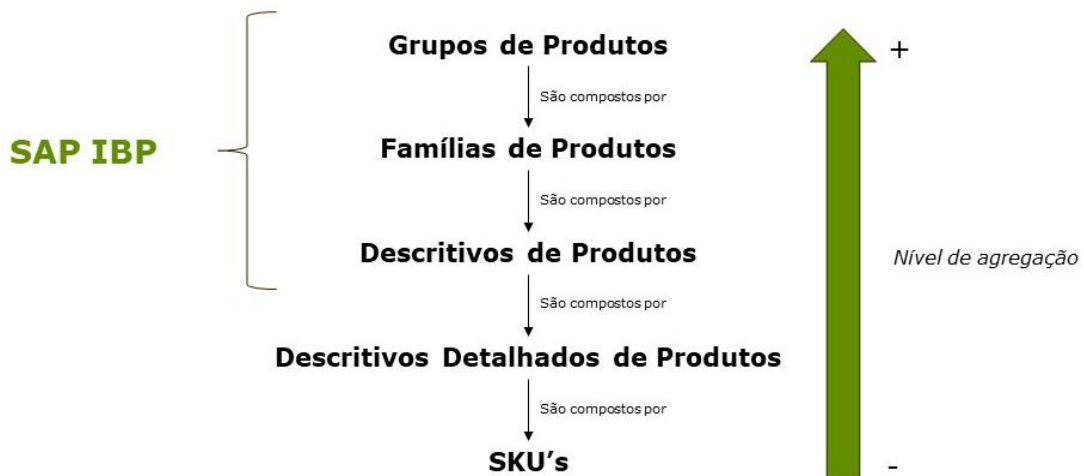 Grupos de Produtos
+
São compostos por
SAP IBP
Famílias de Produtos
São compostos por
Descritivos de Produtos
Nível de agregação
São compostos por
Descritivos Detalhados de Produtos
São compostos por
SKU’s
-